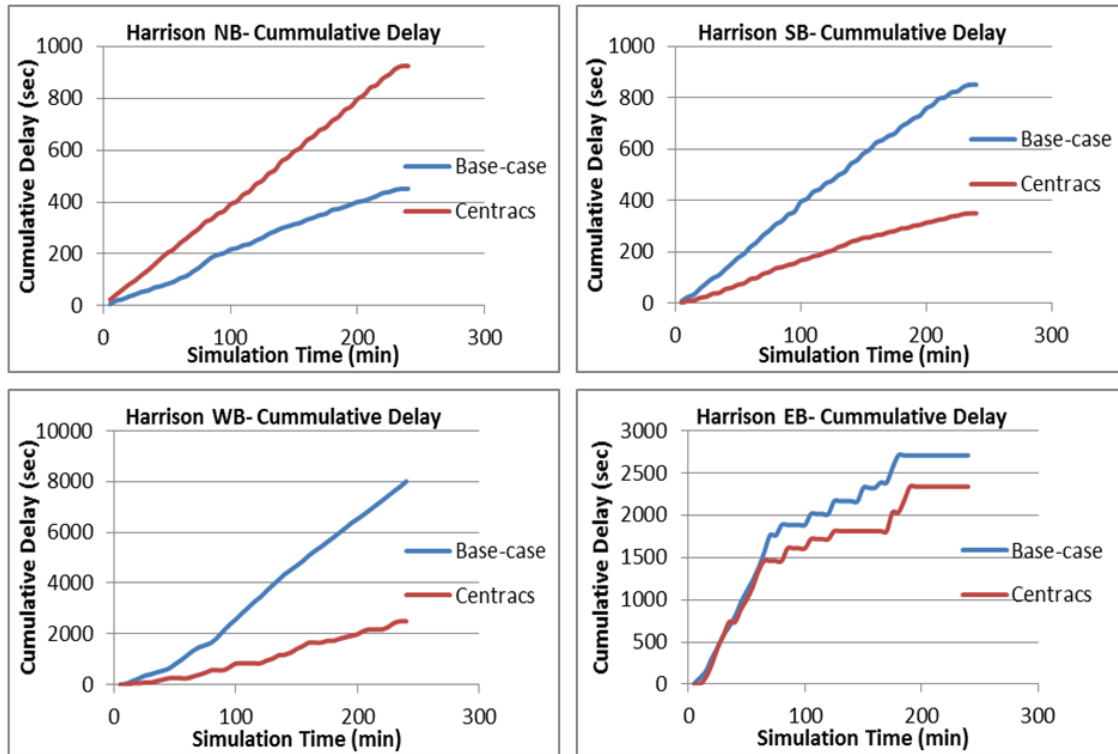 Harrison NB- Cummulative Delay
Cumulative Delay (sec)
1000
800
600
400
200
0
0 100 200 300
Simulation Time (min)
Base-case
Centracs
Harrison SB- Cummulative Delay
Cumulative Delay (sec)
1000
800
600
400
200
0
0 100 200 300
Simulation Time (min)
Base-case
Centracs
Harrison WB- Cummulative Delay
Cumulative Delay (sec)
10000
8000
6000
4000
2000
0
0 100 200 300
Simulation Time (min)
Base-case
Centracs
Harrison EB- Cummulative Delay
Cumulative Delay (sec)
3000
2500
2000
1500
1000
500
0
0 100 200 300
Simulation Time (min)
Base-case
Centracs